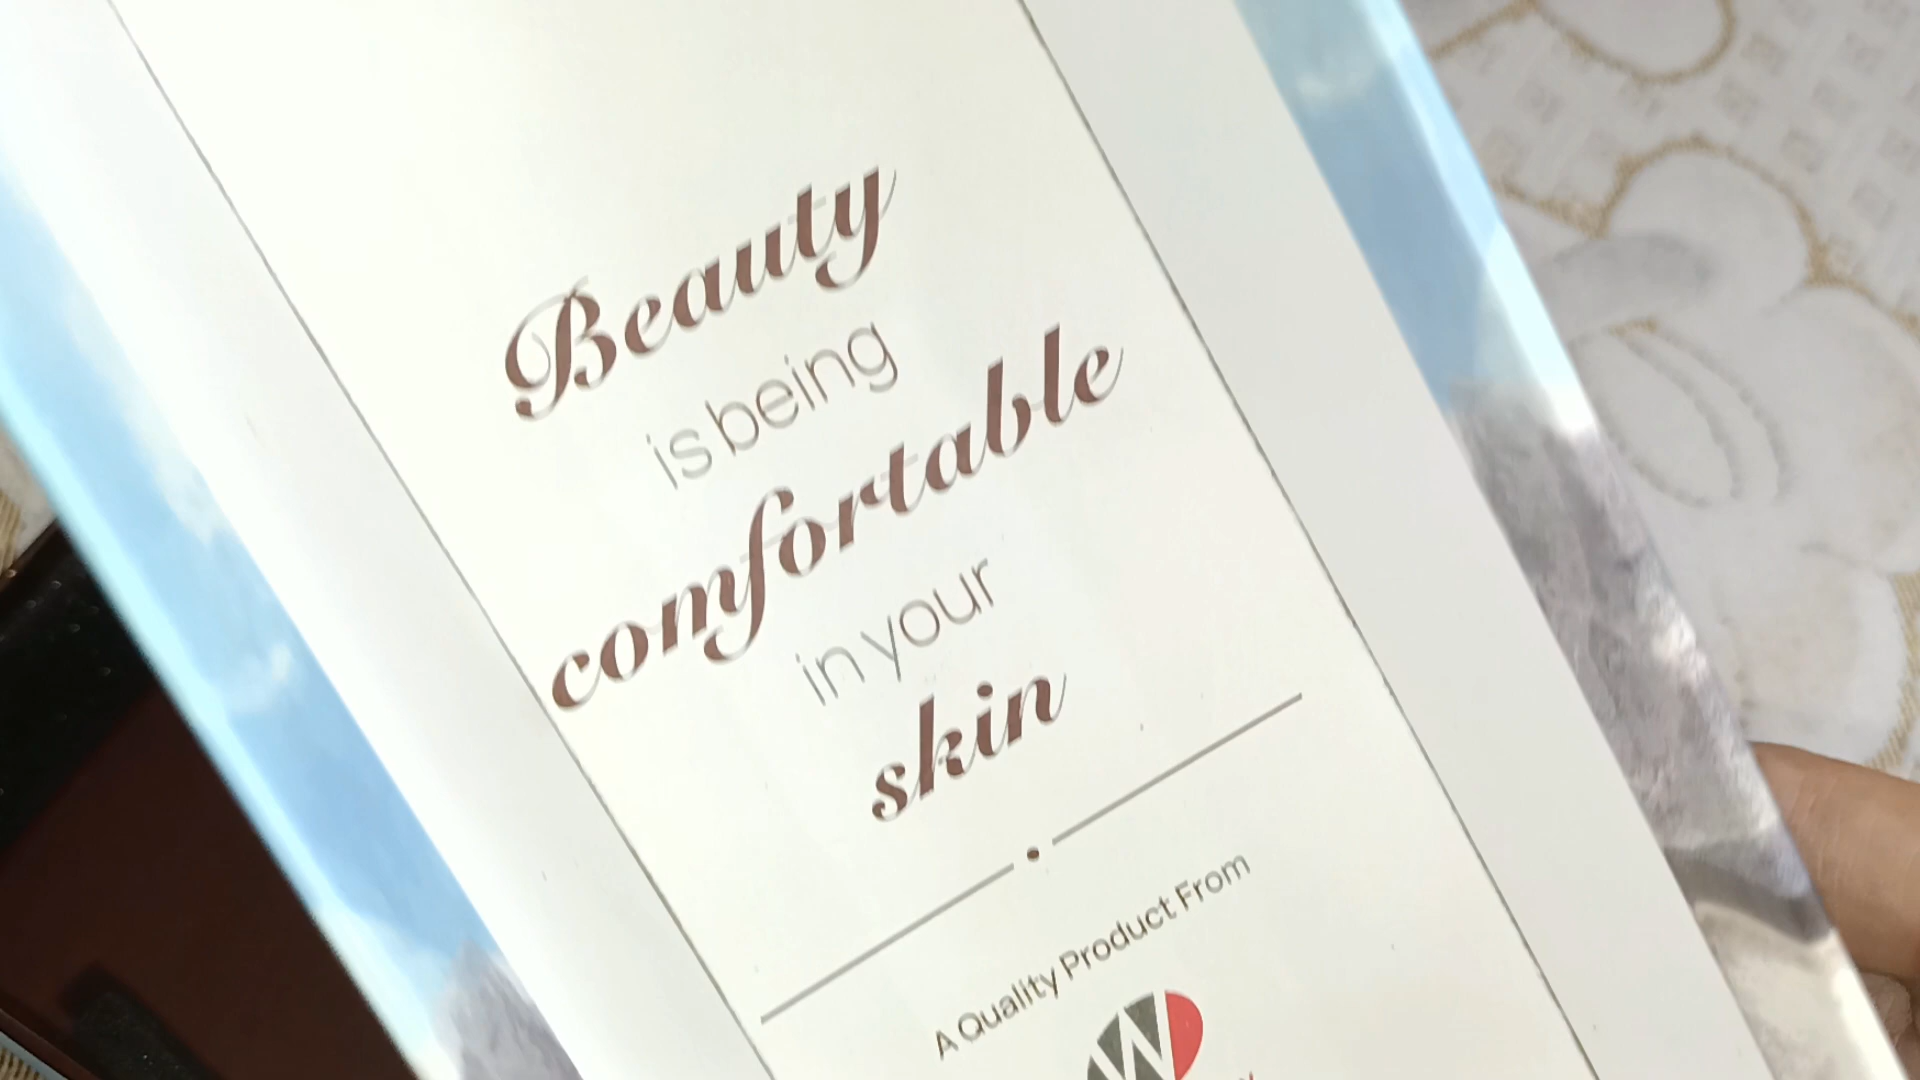 Beauty
is being
comfortable
in your
skin
A Quality Product From
W